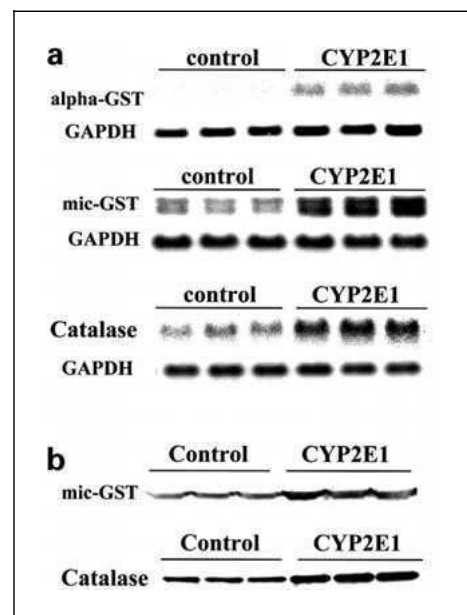 a
control CYP2E1
alpha-GST
GAPDH
control CYP2E1
mic-GST
GAPDH
control CYP2E1
Catalase
GAPDH
b
Control CYP2E1
mic-GST
Control CYP2E1
Catalase